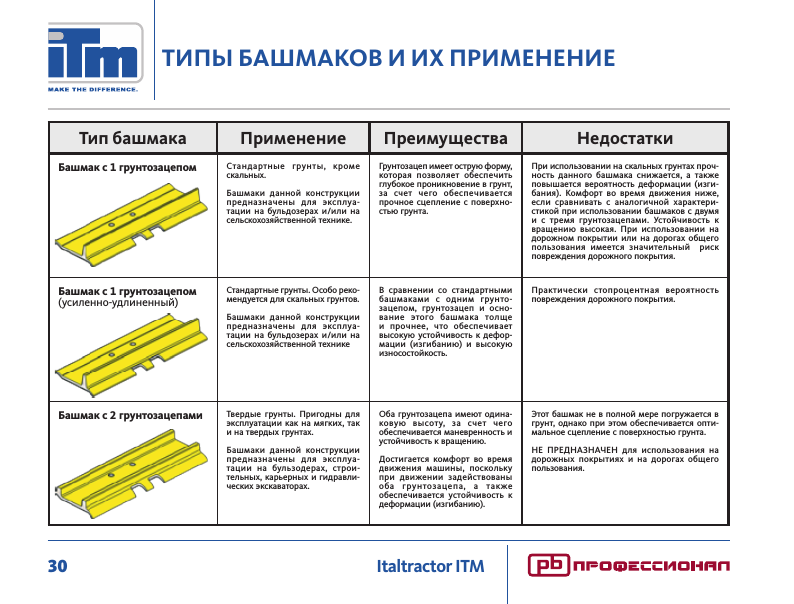 iTm
MAKE THE DIFFERENCE.
ТИПЫ БАШМАКОВ И ИХ ПРИМЕНЕНИЕ
Тип башмака
Применение
Преимущества
Недостатки
Башмак с 1 грунтозацепом
Стандартные грунты, кроме
скальных.
Башмаки данной конструкции
предназначены для эксплуа-
тации на бульдозерах и/или на
сельскохозяйственной технике.
Грунтозацеп имеет острую форму,
которая позволяет обеспечить
глубокое проникновение в грунт,
за счет чего обеспечивается
прочное сцепление с поверхно-
стью грунта.
При использовании на скальных грунтах проч-
ность данного башмака снижается, а также
повышается вероятность деформации (изги-
бания). Комфорт во время движения ниже,
если сравнивать с аналогичной характери-
стикой при использовании башмаков с двумя
и с тремя грунтозацепами. Устойчивость к
вращению высокая. При использовании на
дорожном покрытии или на дорогах общего
пользования имеется значительный риск
повреждения дорожного покрытия.
Башмак с 1 грунтозацепом
(усиленно-удлиненный)
Стандартные грунты. Особо реко-
мендуется для скальных грунтов.
Башмаки данной конструкции
предназначены для эксплуа-
тации на бульдозерах и/или на
сельскохозяйственной технике
В сравнении со стандартными
башмаками с одним грунто-
зацепом, грунтозацеп и осно-
вание этого башмака толще
и прочнее, что обеспечивает
высокую устойчивость к дефор-
мации (изгибанию) и высокую
износостойкость.
Практически стопроцентная вероятность
повреждения дорожного покрытия.
Башмак с 2 грунтозацепами
Твердые грунты. Пригодны для
эксплуатации как на мягких, так
и на твердых грунтах.
Башмаки данной конструкции
предназначены для эксплуа-
тации на бульзодерах, строи-
тельных, карьерных и гидравли-
ческих экскаваторах.
Оба грунтозацепа имеют одина-
ковую высоту, за счет чего
обеспечивается маневренность и
устойчивость к вращению.
Достигается комфорт во время
движения машины, поскольку
при движении задействованы
оба грунтозацепа, а также
обеспечивается устойчивость к
деформации (изгибанию).
Этот башмак не в полной мере погружается в
грунт, однако при этом обеспечивается опти-
мальное сцепление с поверхностью грунта.
НЕ ПРЕДНАЗНАЧЕН для использования на
дорожных покрытиях и на дорогах общего
пользования.
30
Italtractor ITM
pb ПРОФЕССИОНАЛ